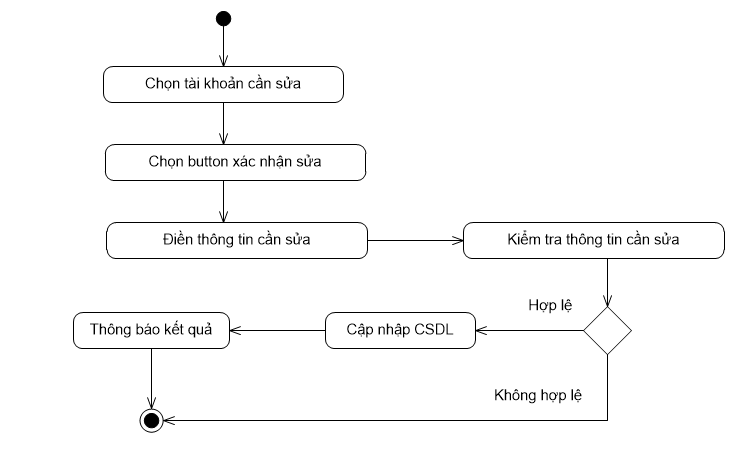 Chọn tài khoản cần sửa
Chọn button xác nhận sửa
Điền thông tin cần sửa
Kiểm tra thông tin cần sửa
Hợp lệ
Thông báo kết quả
Cập nhập CSDL
Không hợp lệ